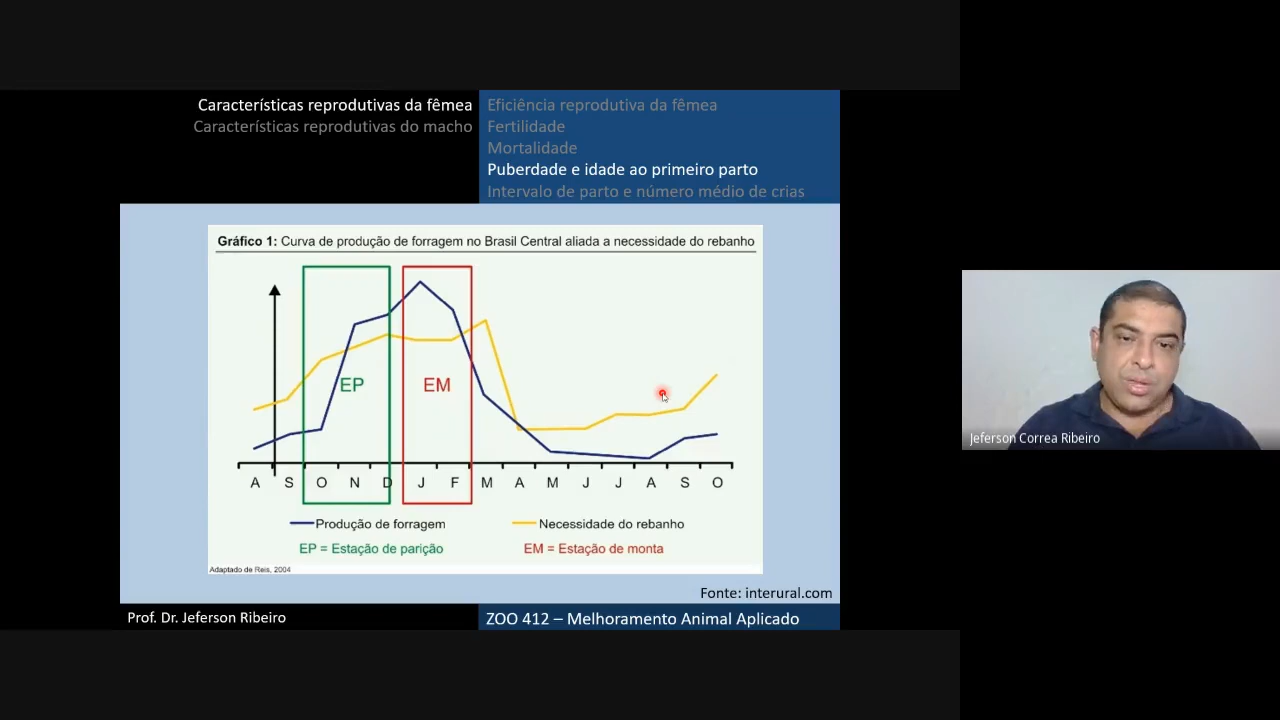 Características reprodutivas da fêmea
Características reprodutivas do macho
Eficiência reprodutiva da fêmea
Fertilidade
Mortalidade
Puberdade e idade ao primeiro parto
Intervalo de parto e número médio de crias
Gráfico 1: Curva de produção de forragem no Brasil Central aliada a necessidade do rebanho
EP
EM
A S O N D J F M A M J J A S O
Produção de forragem
Necessidade do rebanho
EP = Estação de parição
EM = Estação de monta
Adaptado de Reis, 2004
Fonte: interural.com
Prof. Dr. Jeferson Ribeiro
ZOO 412 – Melhoramento Animal Aplicado
Jeferson Correa Ribeiro